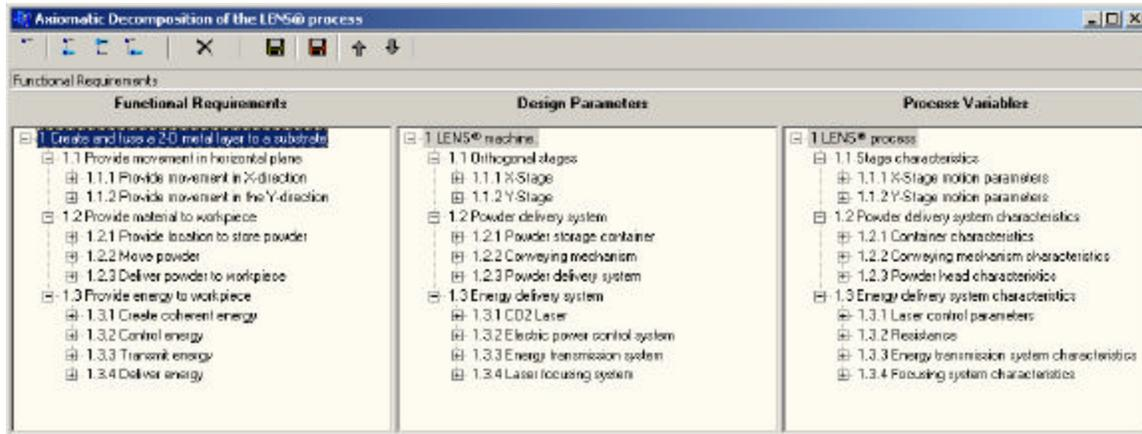 Axiomatic Decomposition of the LENS® process
Functional Requirements
Functional Requirements
1 Create and fuse a 2-D metal layer to a substrate
1.1 Provide movement in horizontal plane
1.1.1 Provide movement in X-direction
1.1.2 Provide movement in the Y-direction
1.2 Provide material to workpiece
1.2.1 Provide location to store powder
1.2.2 Move powder
1.2.3 Deliver powder to workpiece
1.3 Provide energy to workpiece
1.3.1 Create coherent energy
1.3.2 Control energy
1.3.3 Transmit energy
1.3.4 Deliver energy
Design Parameters
1 LENS® machine
1.1 Orthogonal stages
1.1.1 X-Stage
1.1.2 Y-Stage
1.2 Powder delivery system
1.2.1 Powder storage container
1.2.2 Conveying mechanism
1.2.3 Powder delivery system
1.3 Energy delivery system
1.3.1 CO2 Laser
1.3.2 Electric power control system
1.3.3 Energy transmission system
1.3.4 Laser focusing system
Process Variables
1 LENS® process
1.1 Stage characteristics
1.1.1 X-Stage motion parameters
1.1.2 Y-Stage motion parameters
1.2 Powder delivery system characteristics
1.2.1 Container characteristics
1.2.2 Conveying mechanism characteristics
1.2.3 Powder head characteristics
1.3 Energy delivery system characteristics
1.3.1 Laser control parameters
1.3.2 Resistance
1.3.3 Energy transmission system characteristics
1.3.4 Focusing system characteristics